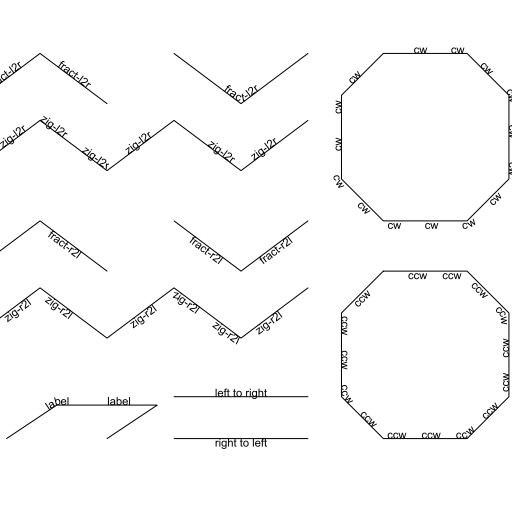 cw cw
fract-l2r cw cw
fract-l2r
fract-l2r cw
zig-l2r zig-l2r zig-l2r zig-l2r zig-l2r cw
zig-l2r
cw cw
cw cw cw cw
fract-r2l fract-r2l fract-r2l
ccw ccw
zig-r2l zig-r2l zig-r2l zig-r2l zig-r2l zig-r2l ccw ccw ccw
ccw ccw
ccw ccw
label label left to right ccw
ccw ccw
right to left ccw ccw ccw